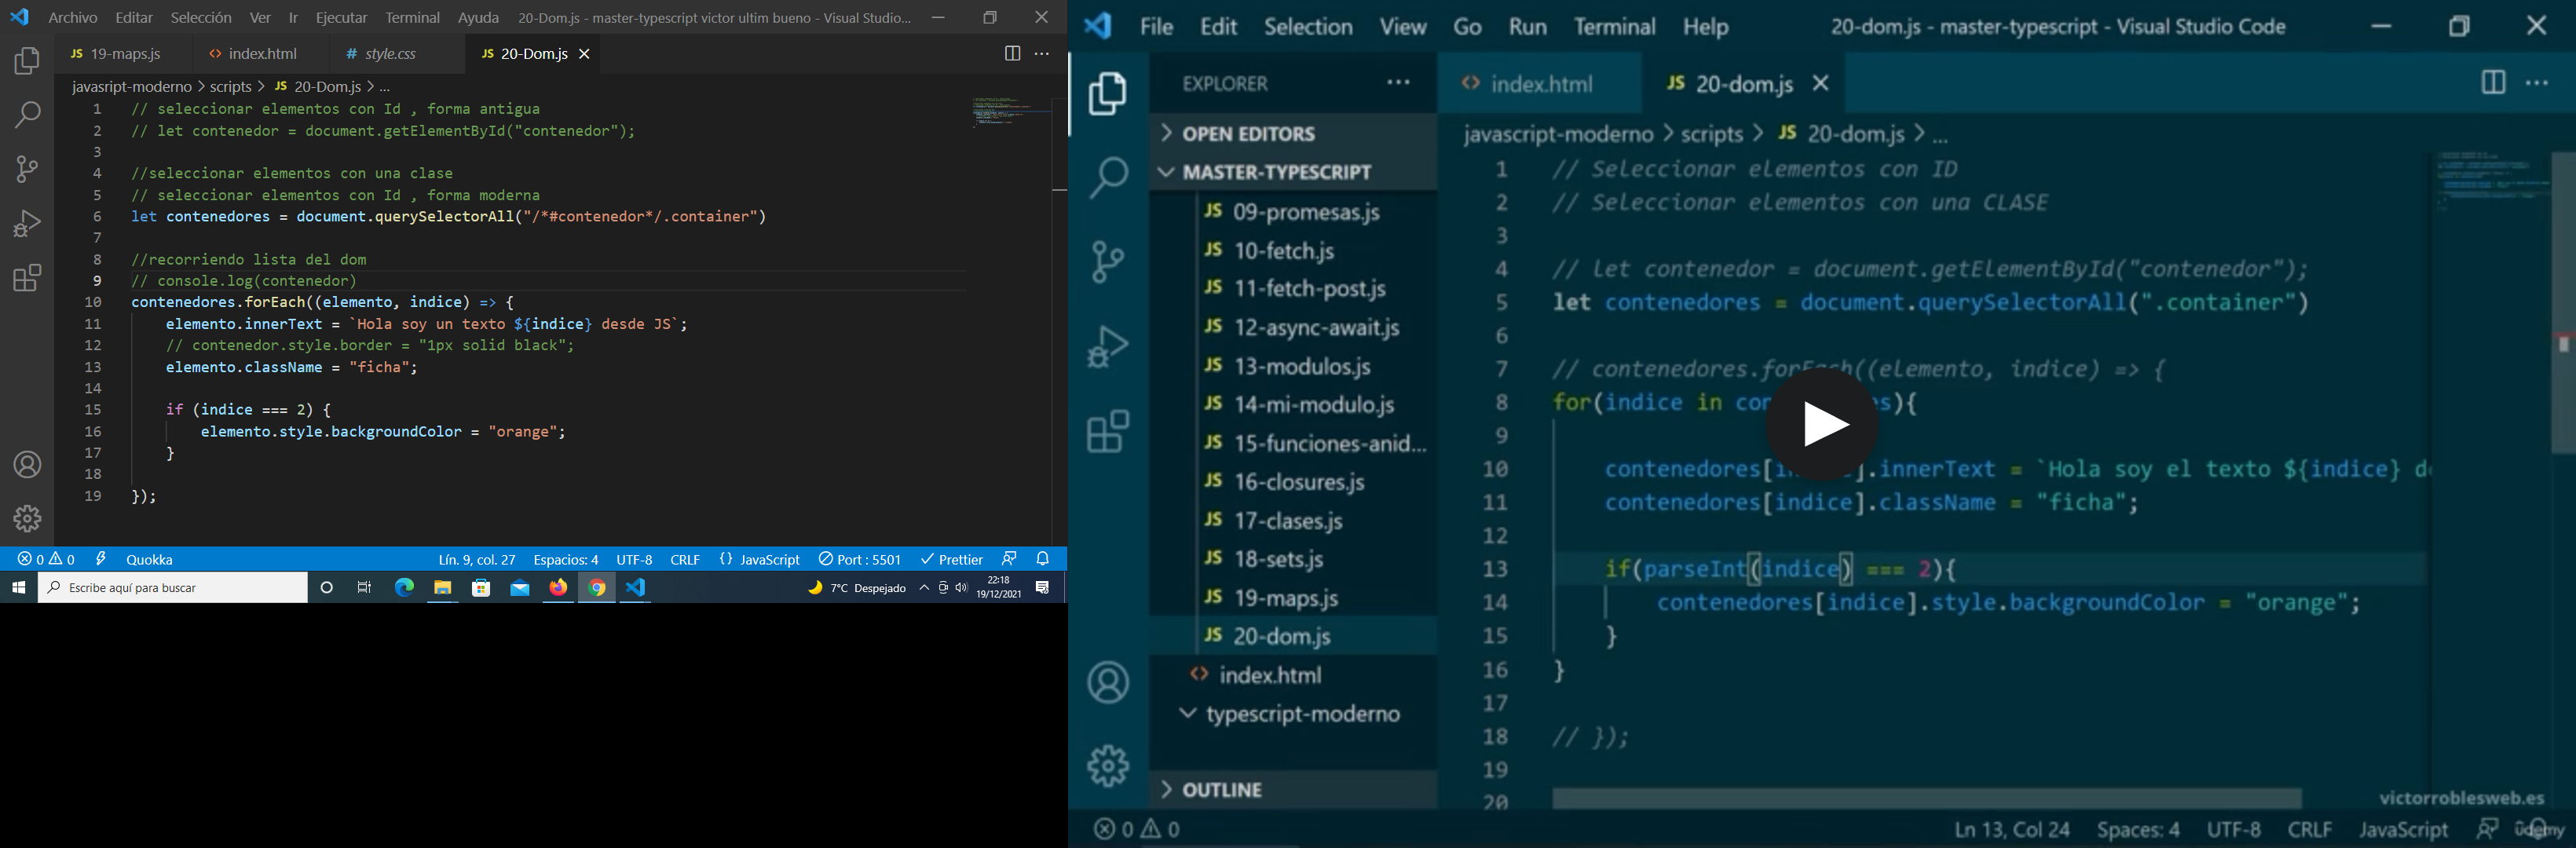 Archivo Editar Selección Ver Ir Ejecutar Terminal Ayuda 20-Dom.js - master-typescript victor ultim bueno - Visual Studio...
JS 19-maps.js <> index.html # style.css JS 20-Dom.js
javasript-moderno > scripts > JS 20-Dom.js > ...
1 // seleccionar elementos con Id , forma antigua
2 // let contenedor = document.getElementById("contenedor");
3
4 //seleccionar elementos con una clase
5 // seleccionar elementos con Id , forma moderna
6 let contenedores = document.querySelectorAll("/*#contenedor*/.container")
7
8 //recorriendo lista del dom
9 // console.log(contenedor)
10 contenedores.forEach((elemento, indice) => {
11 elemento.innerText = `Hola soy un texto ${indice} desde JS`;
12 // contenedor.style.border = "1px solid black";
13 elemento.className = "ficha";
14
15 if (indice === 2) {
16 elemento.style.backgroundColor = "orange";
17 }
18
19 });
0 0 Quokka Lín. 9, col. 27 Espacios: 4 UTF-8 CRLF {} JavaScript Port : 5501 Prettier
Escribe aquí para buscar 7°C Despejado 22:18
19/12/2021
File Edit Selection View Go Run Terminal Help 20-dom.js - master-typescript - Visual Studio Code
EXPLORER ... <> index.html JS 20-dom.js
OPEN EDITORS
MASTER-TYPESCRIPT
JS 09-promesas.js
JS 10-fetch.js
JS 11-fetch-post.js
JS 12-async-await.js
JS 13-modulos.js
JS 14-mi-modulo.js
JS 15-funciones-anid...
JS 16-closures.js
JS 17-clases.js
JS 18-sets.js
JS 19-maps.js
JS 20-dom.js
<> index.html
typescript-moderno
OUTLINE
javascript-moderno > scripts > JS 20-dom.js > ...
1 // Seleccionar elementos con ID
2 // Seleccionar elementos con una CLASE
3
4 // let contenedor = document.getElementById("contenedor");
5 let contenedores = document.querySelectorAll(".container")
6
7 // contenedores.forEach((elemento, indice) => {
8 for(indice in con s){
9
10 contenedores[ ].innerText = `Hola soy el texto ${indice} de
11 contenedores[indice].className = "ficha";
12
13 if(parseInt(indice) === 2){
14 contenedores[indice].style.backgroundColor = "orange";
15 }
16 }
17
18 // });
19
20
victorroblesweb.es
0 0 Ln 13, Col 24 Spaces: 4 UTF-8 CRLF JavaScript ûdemy